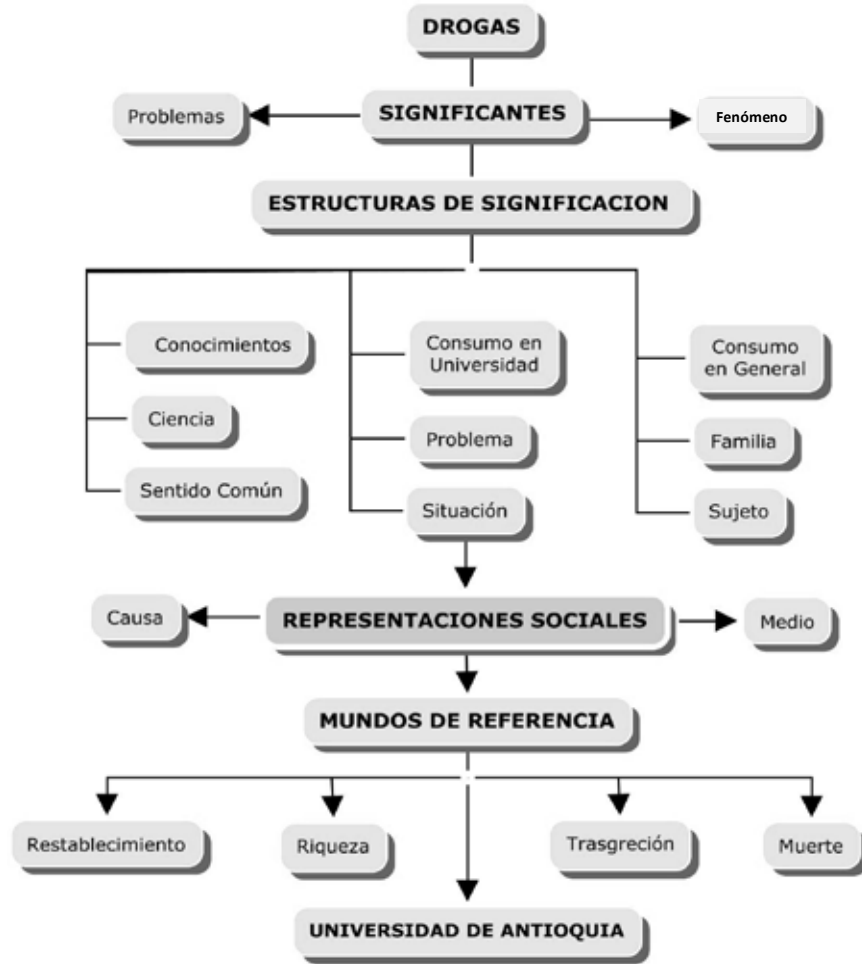 DROGAS
Problemas
SIGNIFICANTES
Fenómeno
ESTRUCTURAS DE SIGNIFICACION
Conocimientos
Ciencia
Sentido Común
Consumo en
Universidad
Problema
Situación
Consumo
en General
Familia
Sujeto
Causa
REPRESENTACIONES SOCIALES
Medio
MUNDOS DE REFERENCIA
Restablecimiento
Riqueza
Trasgreción
Muerte
UNIVERSIDAD DE ANTIOQUIA